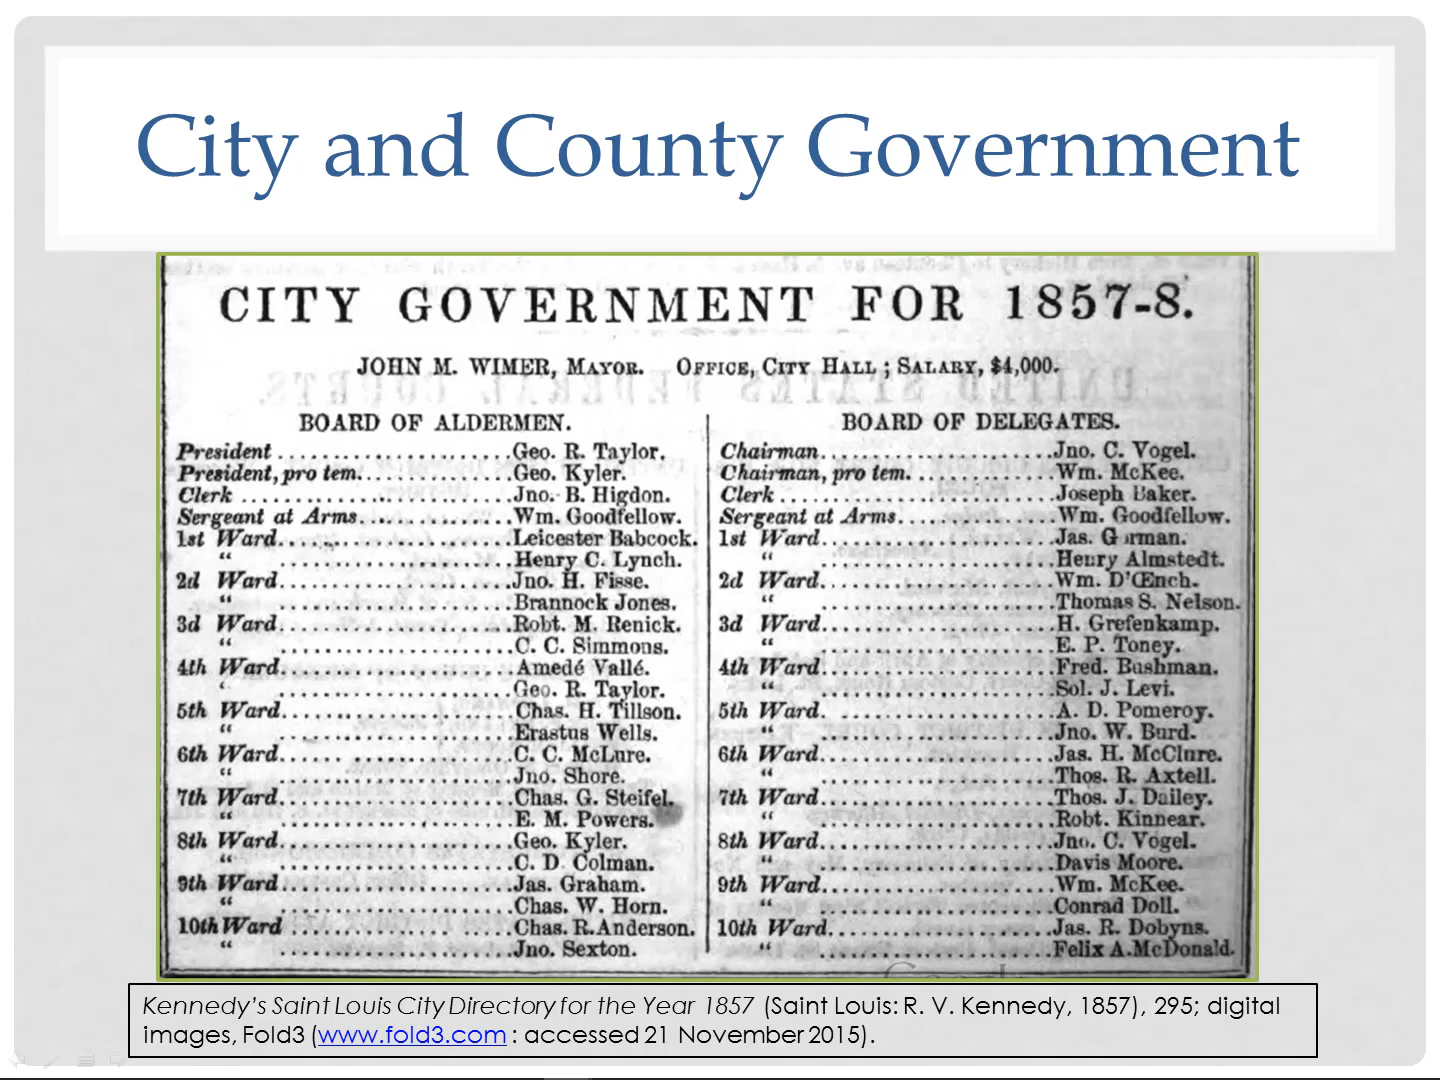 City and County Government
CITY GOVERNMENT FOR 1857-8.
JOHN M. WIMER, MAYOR. OFFICE, CITY HALL; SALARY, $4,000.
BOARD OF ALDERMEN.
President ........................Geo. R. Taylor.
President, pro tem................Geo. Kyler.
Clerk ............................Jno. B. Higdon.
Sergeant at Arms..................Wm. Goodfellow.
1st Ward........................Leicester Babcock.
“ ........................Henry C. Lynch.
2d Ward........................Jno. H. Fisse.
“ ........................Brannock Jones.
3d Ward........................Robt. M. Renick.
“ ........................C. C. Simmons.
4th Ward........................Amedé Vallé.
“ ........................Geo. R. Taylor.
5th Ward........................Chas. H. Tillson.
“ ........................Erastus Wells.
6th Ward........................C. C. McLure.
“ ........................Jno. Shore.
7th Ward........................Chas. G. Steifel.
“ ........................E. M. Powers.
8th Ward........................Geo. Kyler.
“ ........................C. D. Colman.
9th Ward........................Jas. Graham.
“ ........................Chas. W. Horn.
10th Ward ........................Chas. R. Anderson.
“ ........................Jno. Sexton.
BOARD OF DELEGATES.
Chairman........................Jno. C. Vogel.
Chairman, pro tem. ...............Wm. McKee.
Clerk ...........................Joseph Baker.
Sergeant at Arms.................Wm. Goodfellow.
1st Ward........................Jas. G rman.
“ ........................Henry Almstedt.
2d Ward........................Wm. D'Œnch.
“ ........................Thomas S. Nelson.
3d Ward........................H. Grefenkamp.
“ ........................E. P. Toney.
4th Ward........................Fred. Bushman.
“ ........................Sol. J. Levi.
5th Ward. .......................A. D. Pomeroy.
“ ........................Jno. W. Burd.
6th Ward........................Jas. H. McClure.
“ ........................Thos. R. Axtell.
7th Ward........................Thos. J. Dailey.
“ ........................Robt. Kinnear.
8th Ward........................Jno. C. Vogel.
“ ........................Davis Moore.
9th Ward........................Wm. McKee.
“ ........................Conrad Doll.
10th Ward........................Jas. R. Dobyns.
“ ........................Felix A. McDonald.
Kennedy's Saint Louis City Directory for the Year 1857 (Saint Louis: R. V. Kennedy, 1857), 295; digital
images, Fold3 (www.fold3.com : accessed 21 November 2015).